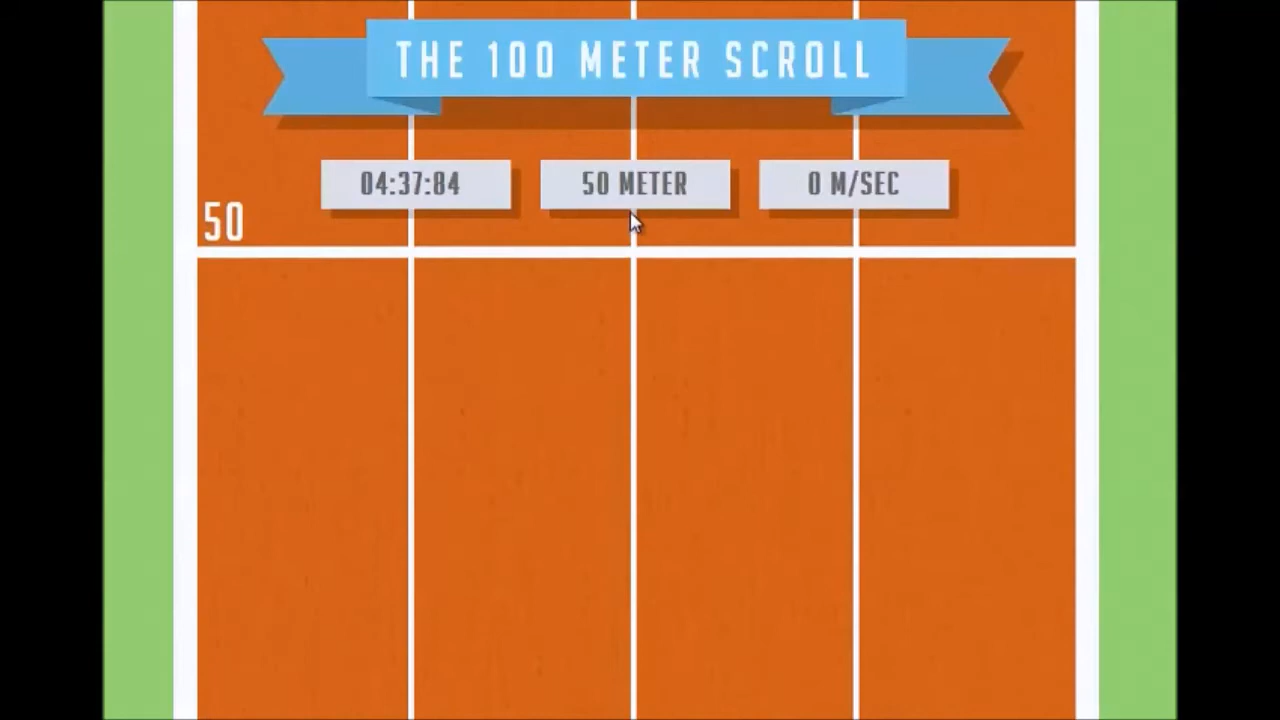 THE 100 METER SCROLL
04:37:84
50 METER
0 M/SEC
50